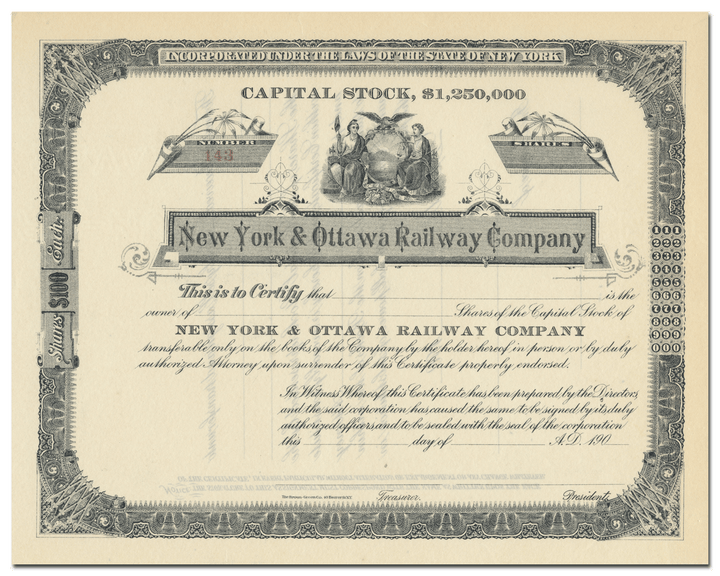 INCORPORATED UNDER THE LAWS OF THE STATE OF NEW YORK
CAPITAL STOCK, $1,250,000
NUMBER
143
SHARES
New York & Ottawa Railway Company
Shares $100 Each.
This is to Certify that is the
owner of Shares of the Capital Stock of
NEW YORK & OTTAWA RAILWAY COMPANY
transferable only on the books of the Company by the holder hereof in person or by duly
authorized Attorney upon surrender of this Certificate properly endorsed.
In Witness Whereof, this Certificate has been prepared by the Directors
and the said corporation has caused the same to be signed by its duly
authorized officers and to be sealed with the seal of the corporation
this day of A.D. 190
Treasurer. President.